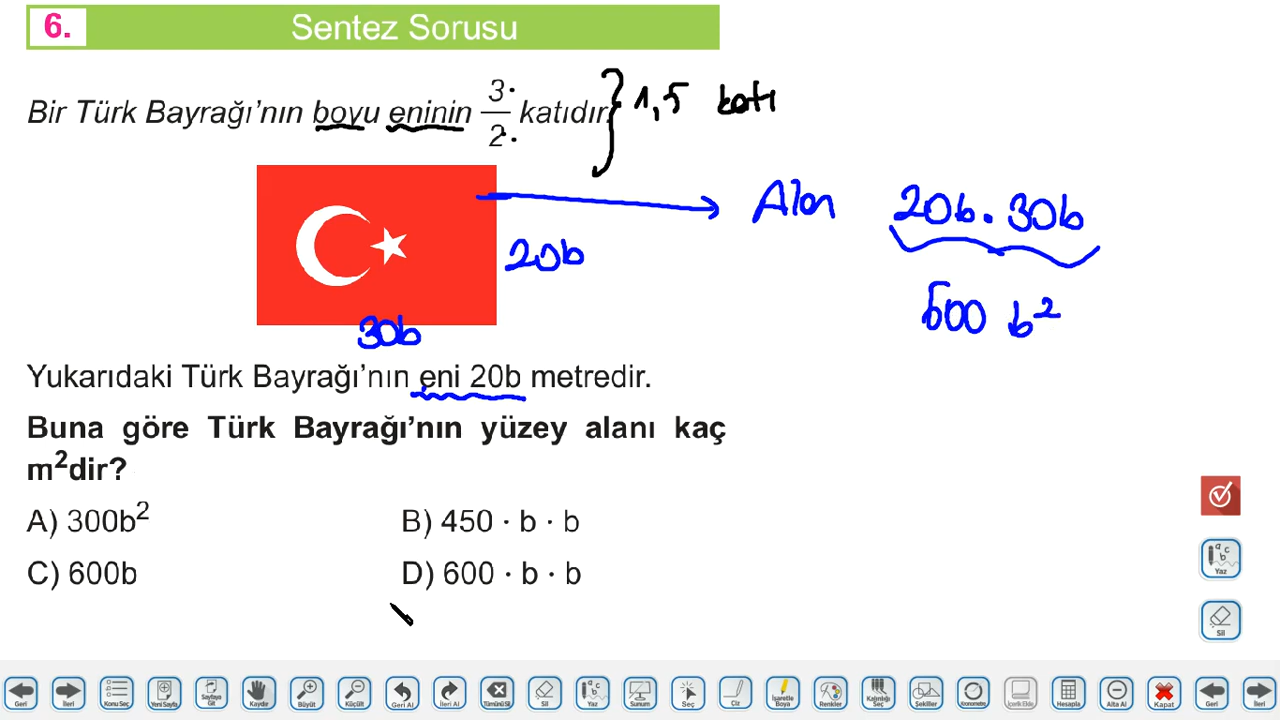 6.
Sentez Sorusu
Bir Türk Bayrağı’nın boyu eninin 3/2 katıdır.
1,5 katı
Alan 20b . 30b
20b
600 b²
30b
Yukarıdaki Türk Bayrağı’nın eni 20b metredir.
Buna göre Türk Bayrağı’nın yüzey alanı kaç
m²dir?
A) 300b²
B) 450 · b · b
C) 600b
D) 600 · b · b
Yaz
Sil
Geri İleri Konu Seç Yeni Sayfa Sayfaya Git Kaydır Büyüt Küçült Geri Al İleri Al Tümünü Sil Sil Yaz Sunum Seç Çiz İşaretle Boya Renkler Kalınlığı Seç Şekiller Kronometre İçerik Ekle Hesapla Alta Al Kapat Geri İleri